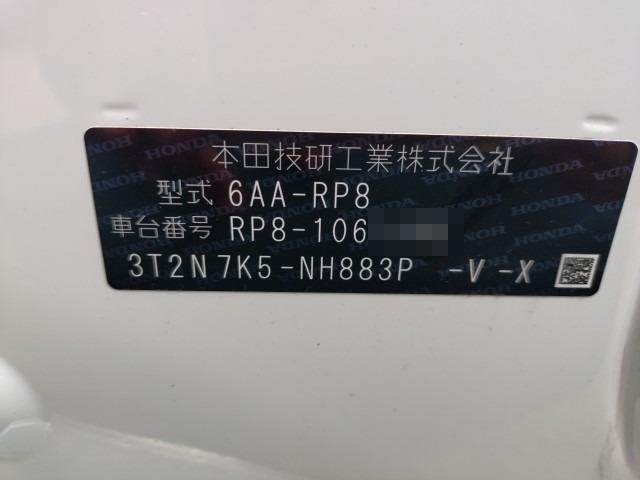 本田技研工業株式会社
型式 6AA-RP8
車台番号 RP8-106
3T2N7K5-NH883P -V -X